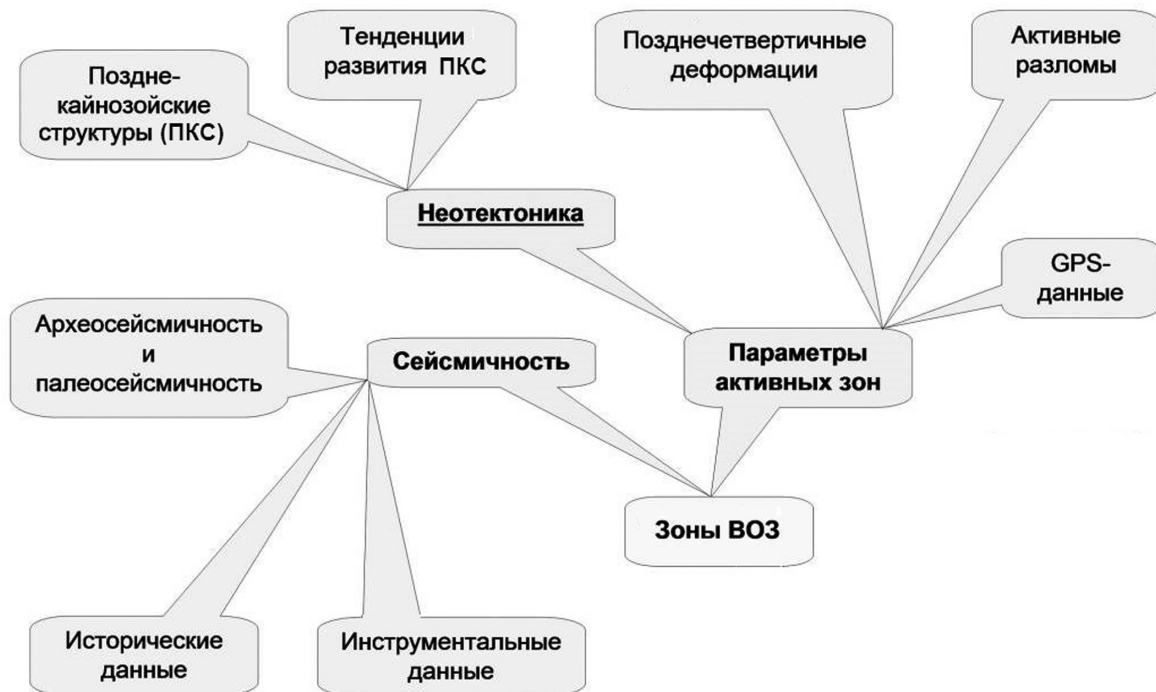 Тенденции
развития ПКС
Позднечетвертичные
деформации
Активные
разломы
Поздне-
кайнозойские
структуры (ПКС)
Неотектоника
GPS-
данные
Археосейсмичность
и
палеосейсмичность
Сейсмичность
Параметры
активных зон
Зоны ВОЗ
Исторические
данные
Инструментальные
данные